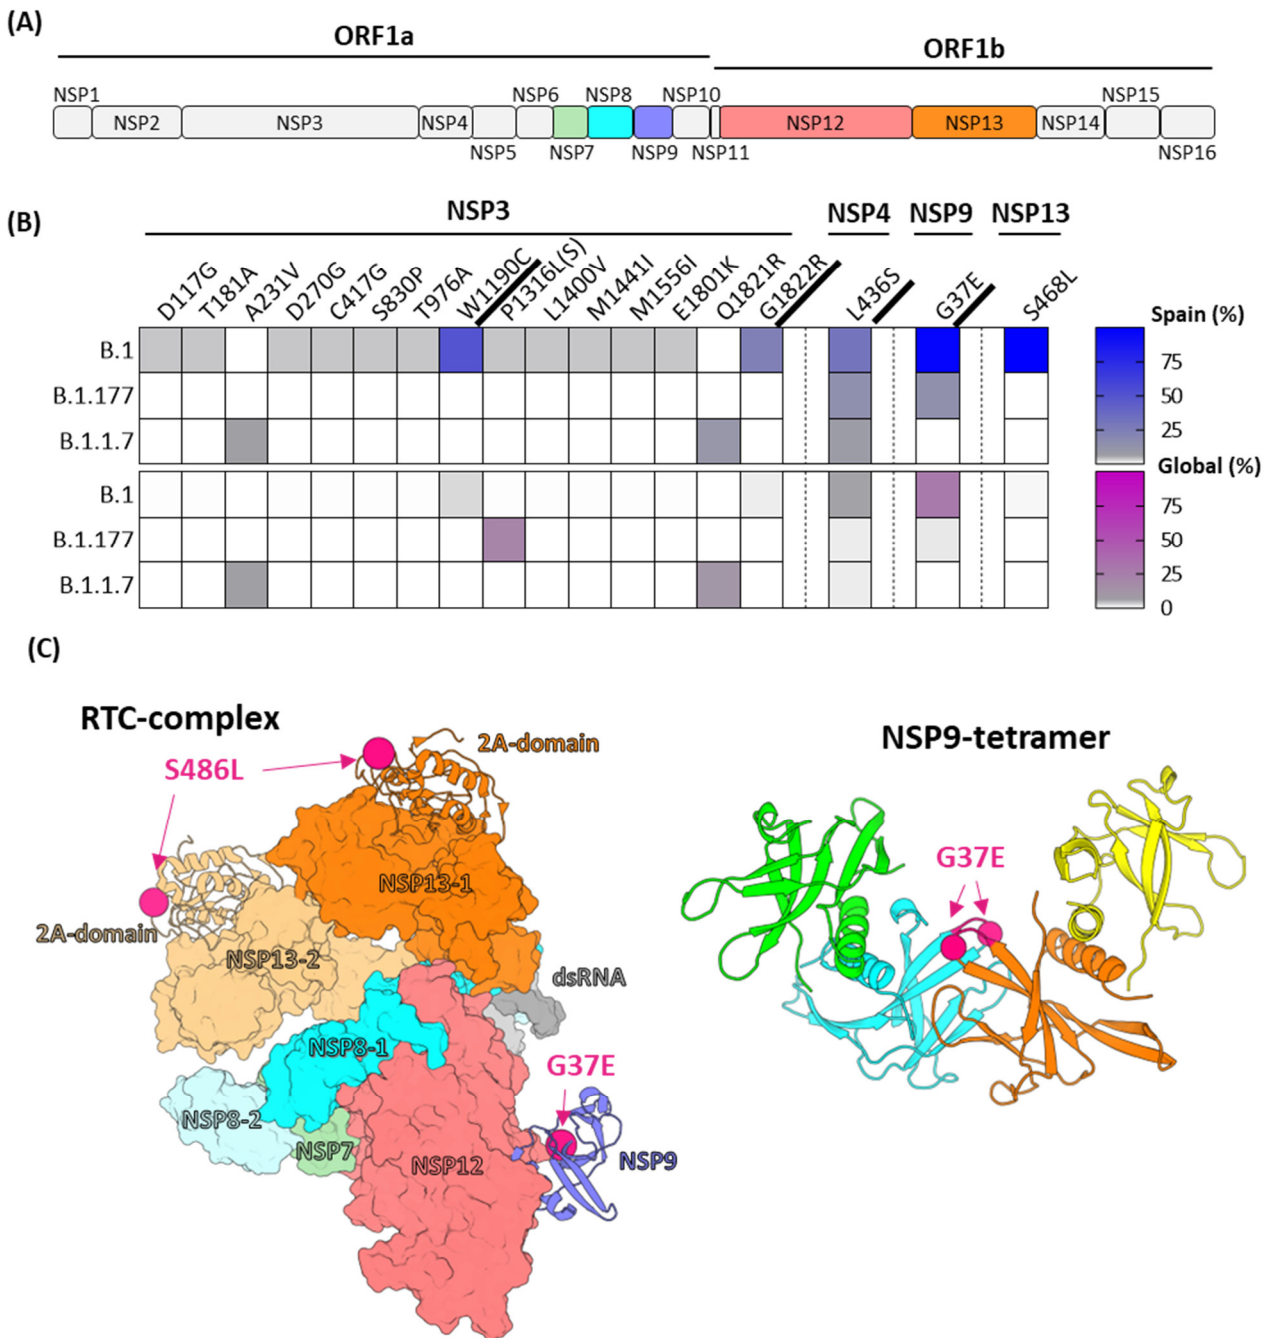 (A)
ORF1a
ORF1b
NSP1
NSP2
NSP3
NSP4
NSP5
NSP6
NSP7
NSP8
NSP9
NSP10
NSP11
NSP12
NSP13
NSP14
NSP15
NSP16
(B)
NSP3
NSP4
NSP9
NSP13
D117G
T181A
A231V
D270G
C417G
S830P
T976A
W1190C
P1316L(S)
L1400V
M1441I
M1556I
E1801K
Q1821R
G1822R
L436S
G37E
S468L
B.1
B.1.177
B.1.1.7
B.1
B.1.177
B.1.1.7
Spain (%)
75
50
25
Global (%)
75
50
25
0
(C)
RTC-complex
S486L
2A-domain
NSP13-1
2A-domain
NSP13-2
dsRNA
NSP8-1
G37E
NSP8-2
NSP7
NSP12
NSP9
NSP9-tetramer
G37E